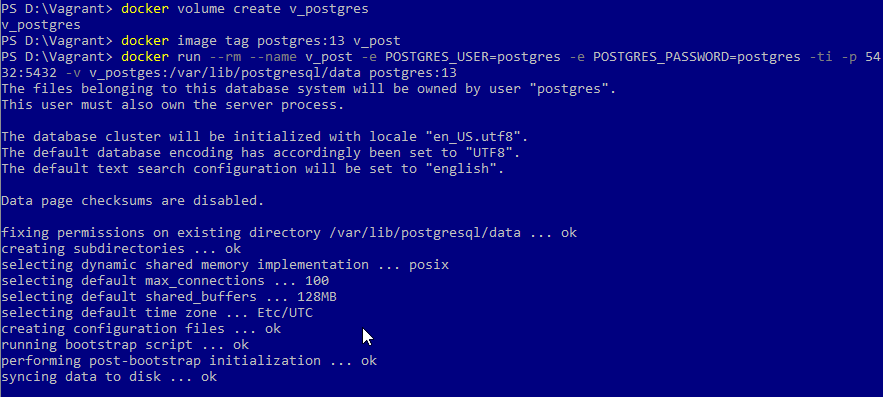 PS D:\Vagrant> docker volume create v_postgres
v_postgres
PS D:\Vagrant> docker image tag postgres:13 v_post
PS D:\Vagrant> docker run --rm --name v_post -e POSTGRES_USER=postgres -e POSTGRES_PASSWORD=postgres -ti -p 54
32:5432 -v v_postges:/var/lib/postgresql/data postgres:13
The files belonging to this database system will be owned by user "postgres".
This user must also own the server process.
The database cluster will be initialized with locale "en_US.utf8".
The default database encoding has accordingly been set to "UTF8".
The default text search configuration will be set to "english".
Data page checksums are disabled.
fixing permissions on existing directory /var/lib/postgresql/data ... ok
creating subdirectories ... ok
selecting dynamic shared memory implementation ... posix
selecting default max_connections ... 100
selecting default shared_buffers ... 128MB
selecting default time zone ... Etc/UTC
creating configuration files ... ok
running bootstrap script ... ok
performing post-bootstrap initialization ... ok
syncing data to disk ... ok